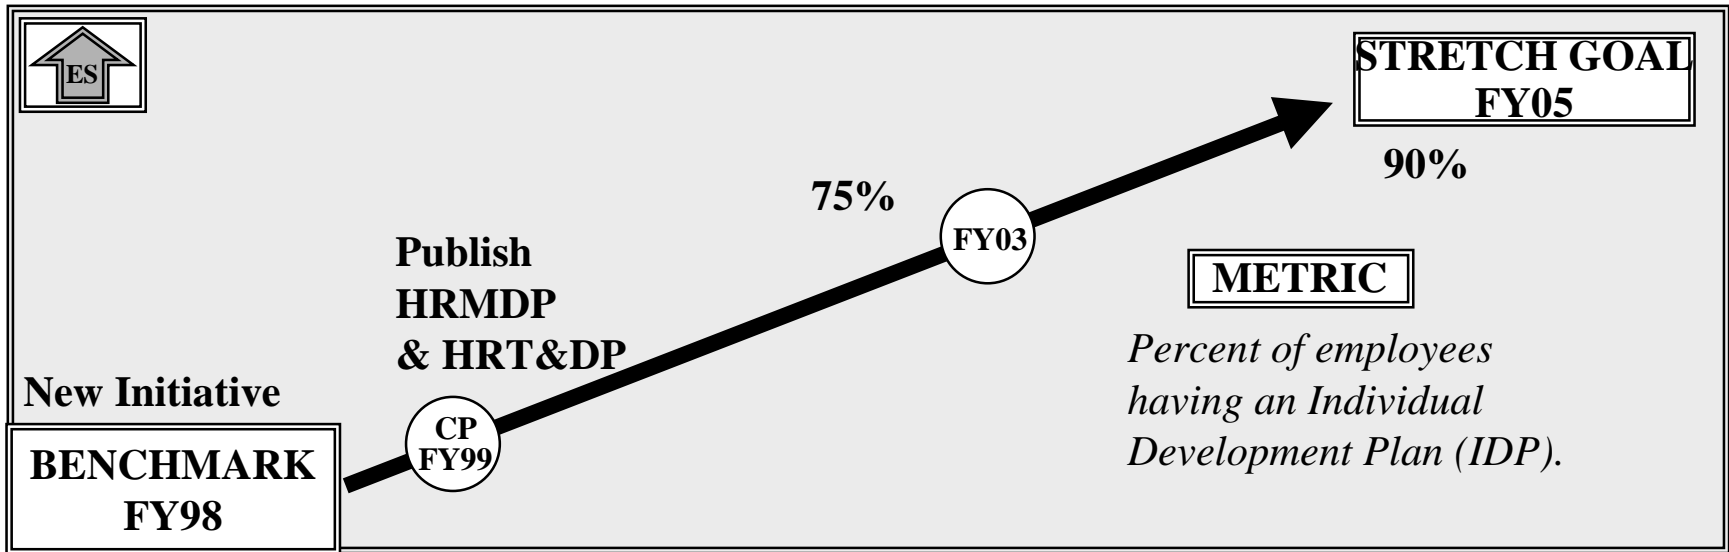 ES
STRETCH GOAL
FY05
90%
75%
FY03
Publish
HRMDP
& HRT&DP
METRIC
Percent of employees
having an Individual
Development Plan (IDP).
New Initiative
CP
FY99
BENCHMARK
FY98